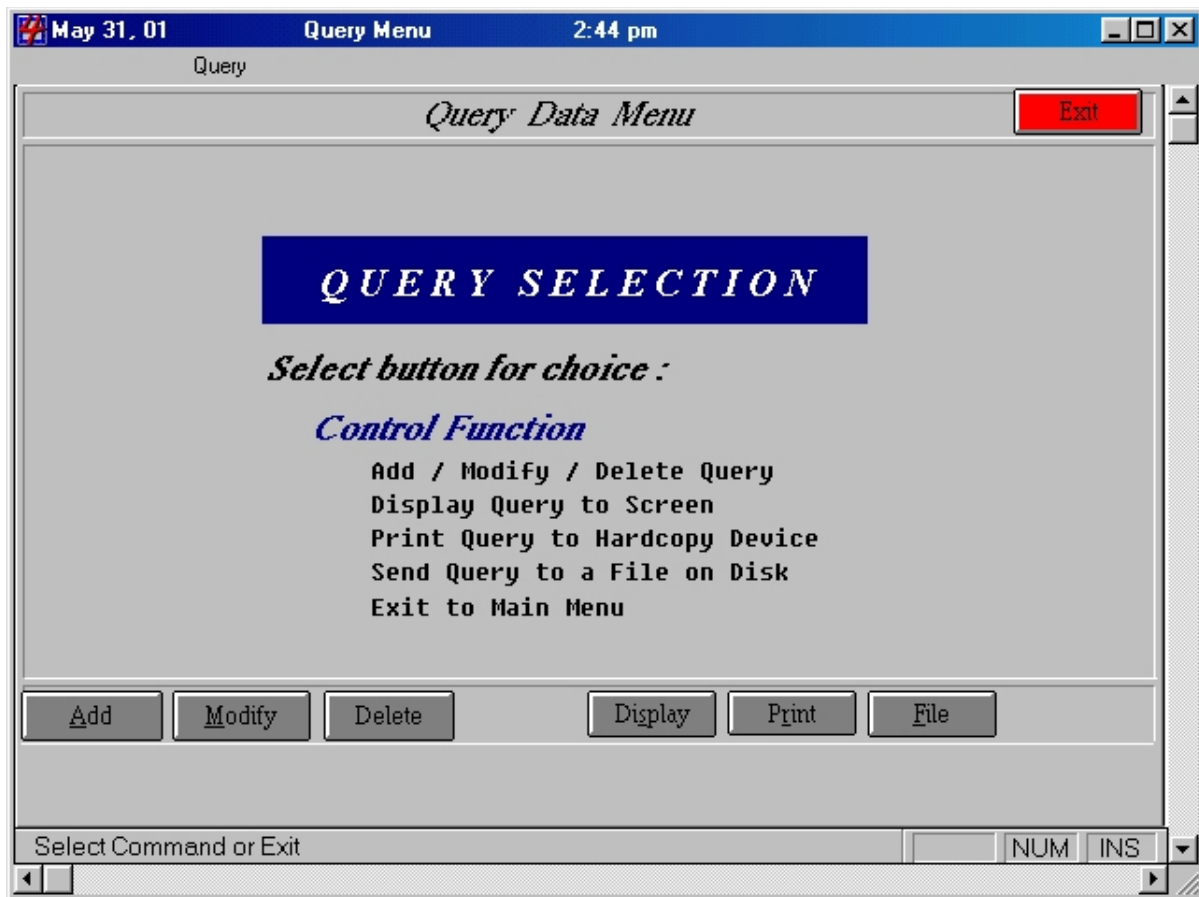 May 31, 01 Query Menu 2:44 pm
Query
Query Data Menu Exit
QUERY SELECTION
Select button for choice :
Control Function
Add / Modify / Delete Query
Display Query to Screen
Print Query to Hardcopy Device
Send Query to a File on Disk
Exit to Main Menu
Add Modify Delete Display Print File
Select Command or Exit NUM INS